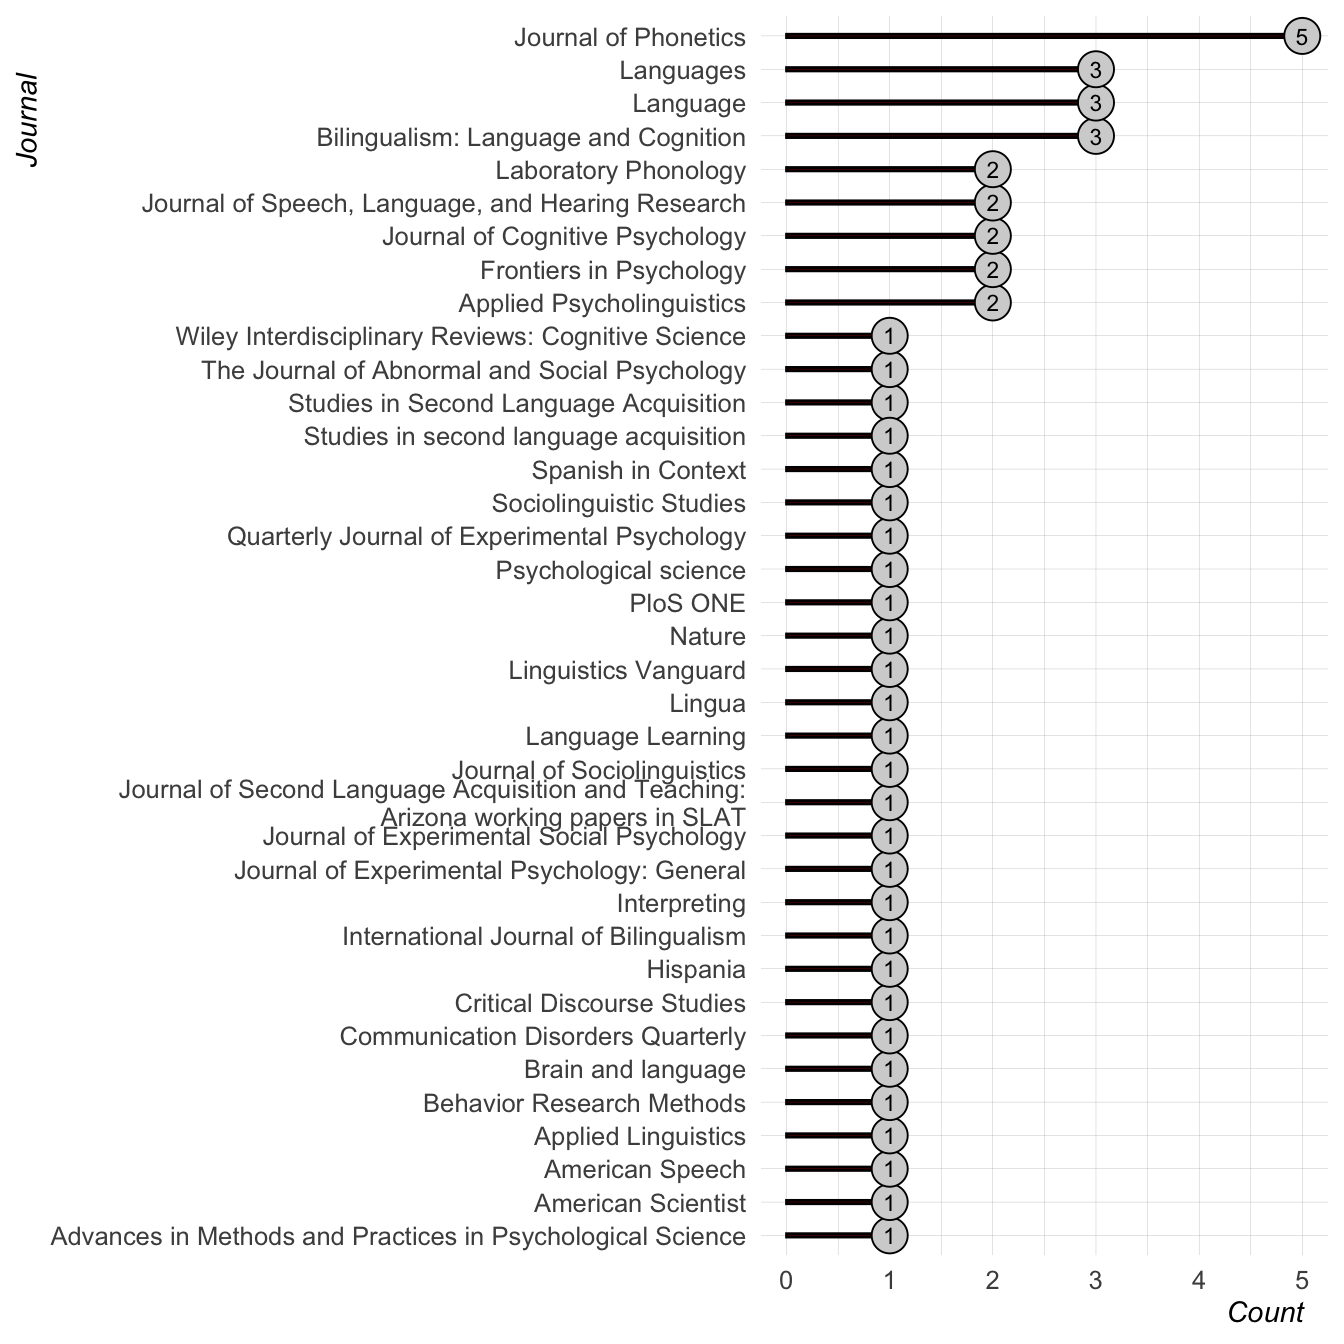 Journal
Journal of Phonetics 5
Languages 3
Language 3
Bilingualism: Language and Cognition 3
Laboratory Phonology 2
Journal of Speech, Language, and Hearing Research 2
Journal of Cognitive Psychology 2
Frontiers in Psychology 2
Applied Psycholinguistics 2
Wiley Interdisciplinary Reviews: Cognitive Science 1
The Journal of Abnormal and Social Psychology 1
Studies in Second Language Acquisition 1
Studies in second language acquisition 1
Spanish in Context 1
Sociolinguistic Studies 1
Quarterly Journal of Experimental Psychology 1
Psychological science 1
PloS ONE 1
Nature 1
Linguistics Vanguard 1
Lingua 1
Language Learning 1
Journal of Sociolinguistics 1
Journal of Second Language Acquisition and Teaching:
Arizona working papers in SLAT 1
Journal of Experimental Social Psychology 1
Journal of Experimental Psychology: General 1
Interpreting 1
International Journal of Bilingualism 1
Hispania 1
Critical Discourse Studies 1
Communication Disorders Quarterly 1
Brain and language 1
Behavior Research Methods 1
Applied Linguistics 1
American Speech 1
American Scientist 1
Advances in Methods and Practices in Psychological Science 1
0 1 2 3 4 5
Count